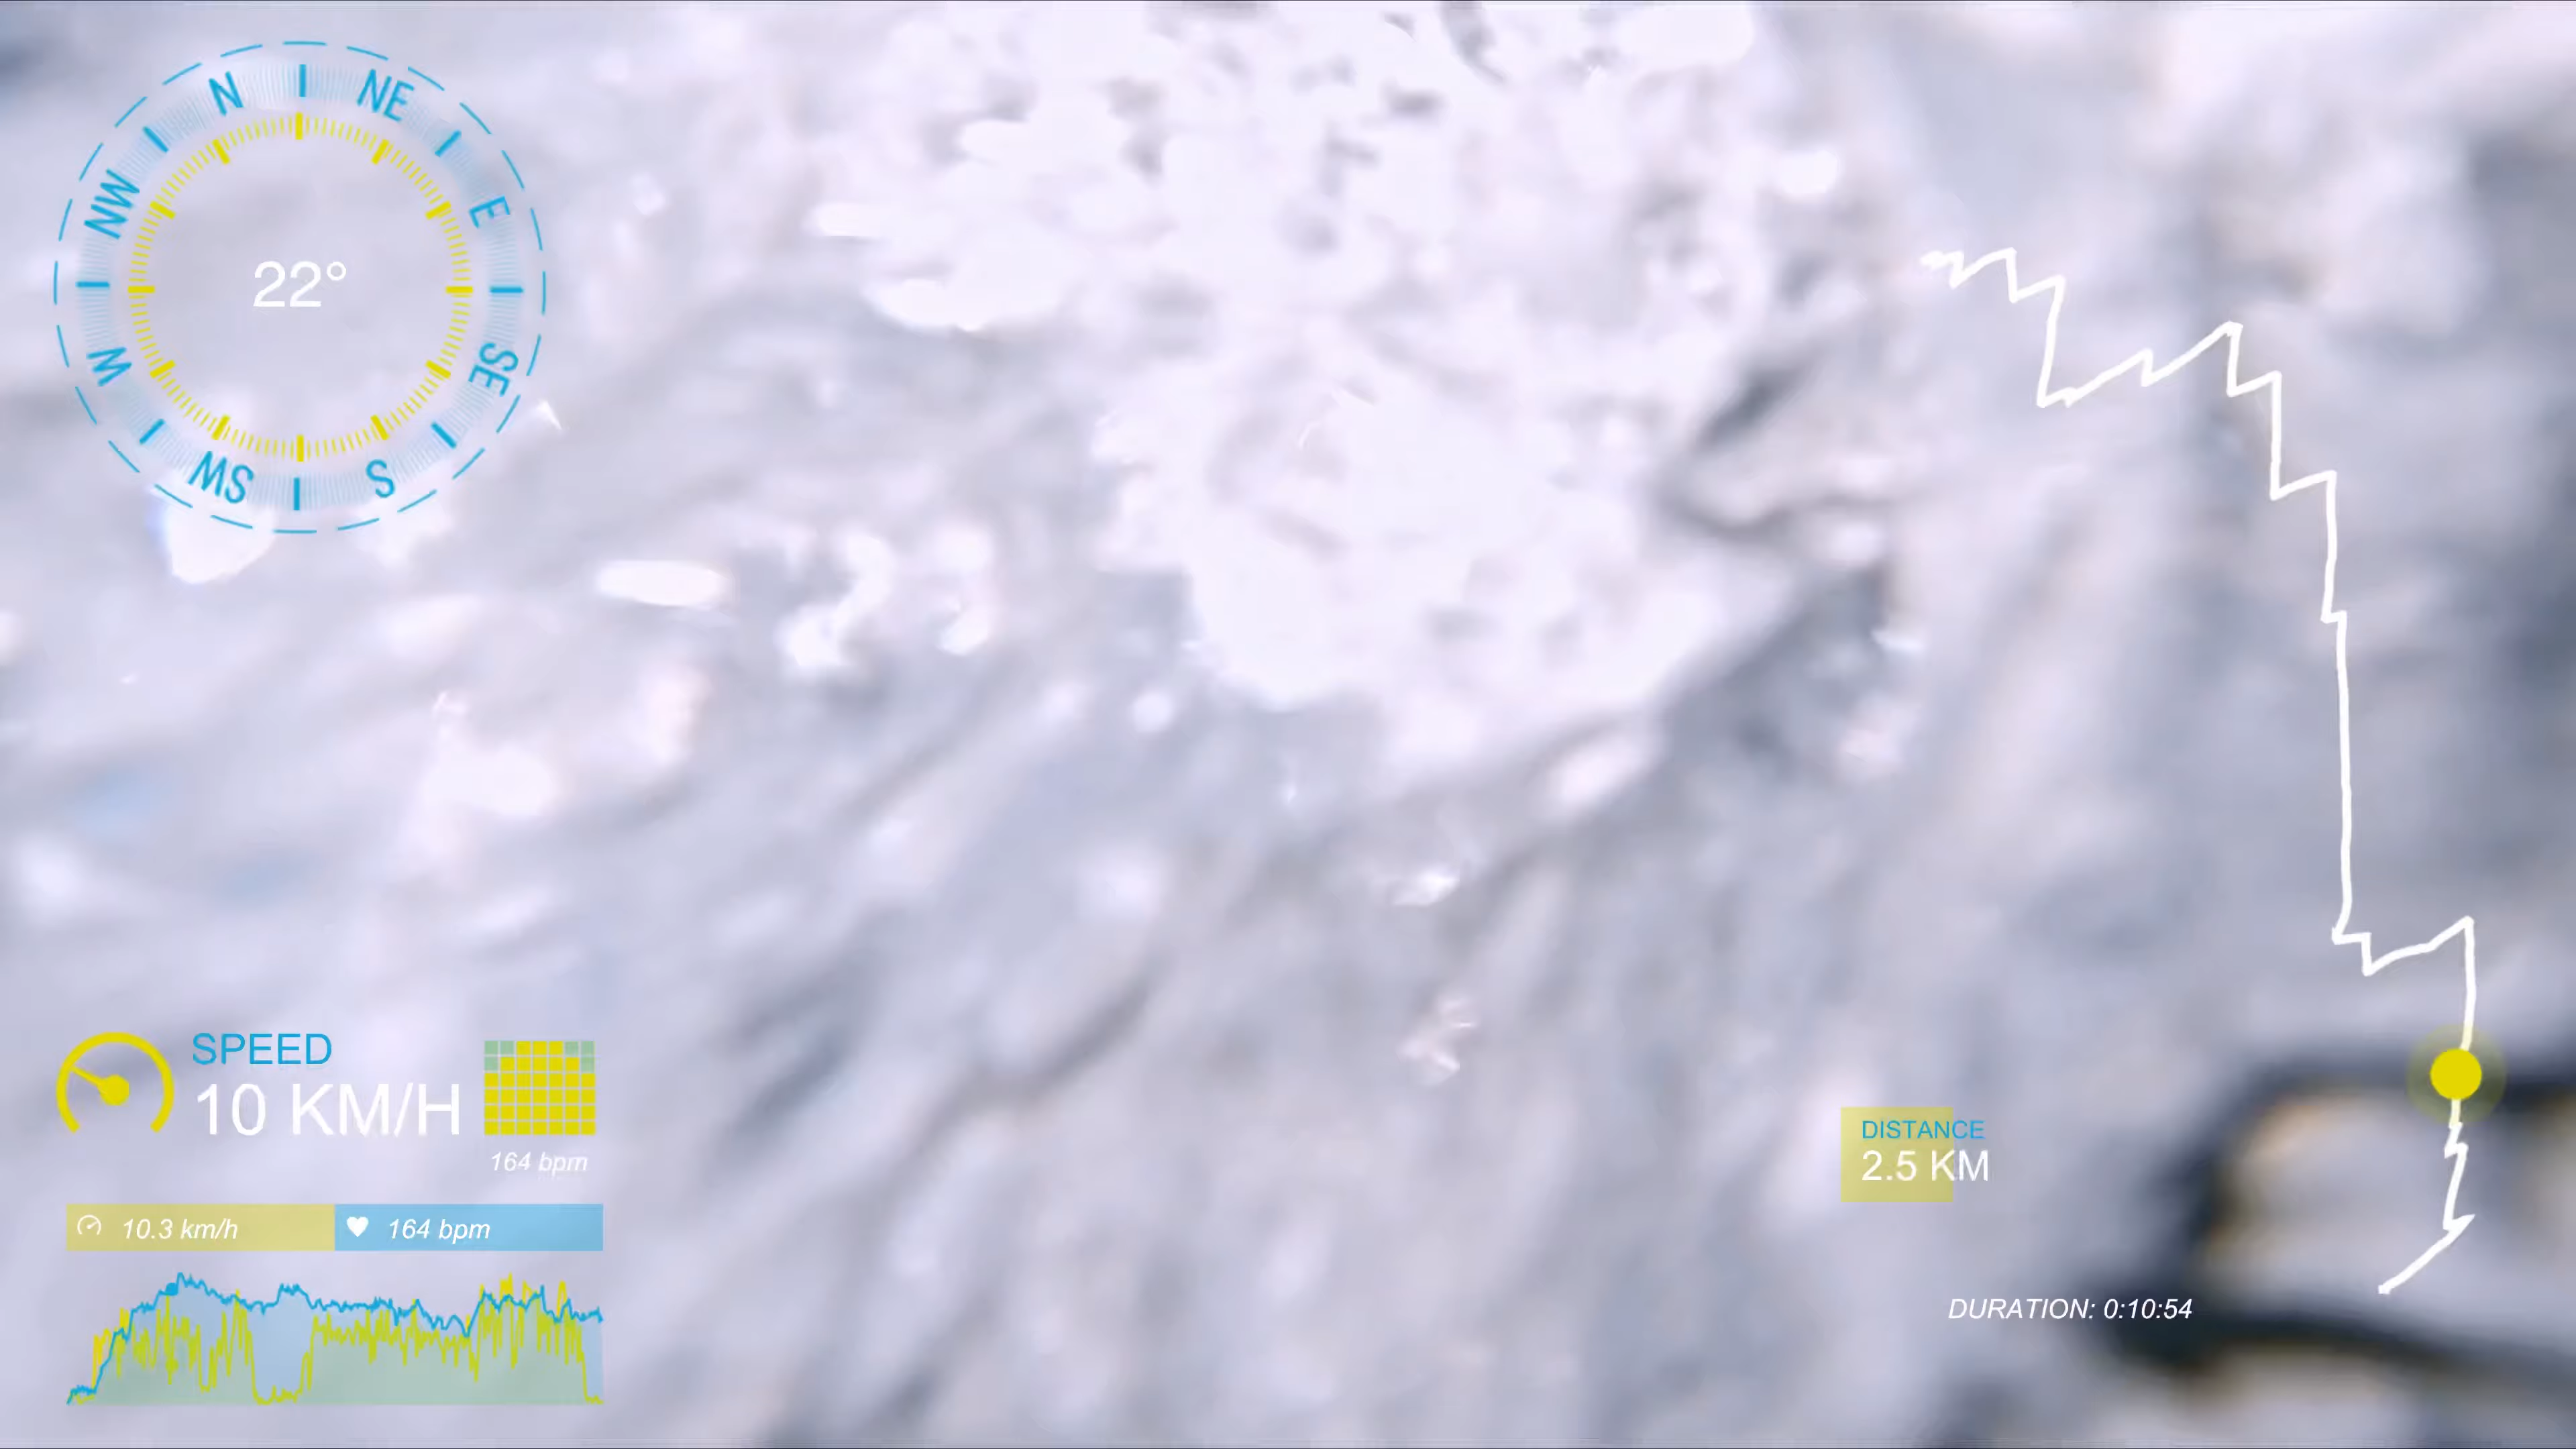 N
NE
E
SE
S
SW
W
NW
22°
SPEED
10 KM/H
164 bpm
10.3 km/h
164 bpm
DISTANCE
2.5 KM
DURATION: 0:10:54